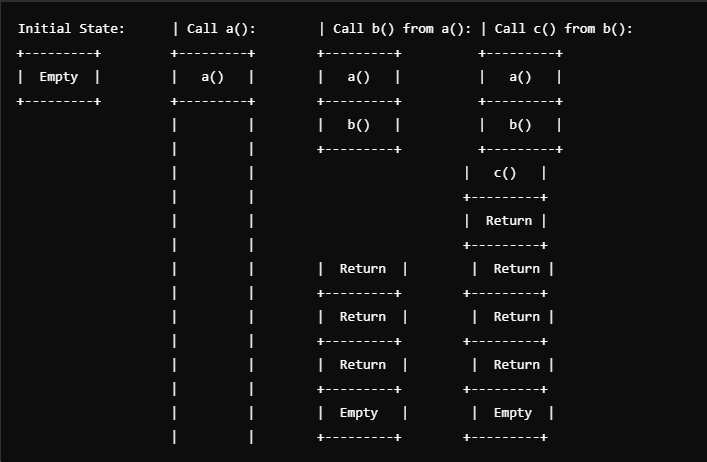 Initial State:      | Call a():        | Call b() from a(): | Call c() from b():
+---------+         +---------+        +---------+          +---------+
|  Empty  |         |   a()   |        |   a()   |          |   a()   |
+---------+         +---------+        +---------+          +---------+
                    |         |        |   b()   |          |   b()   |
                    |         |        +---------+          +---------+
                    |         |                           |   c()   |
                    |         |                           +---------+
                    |         |                           |  Return |
                    |         |                           +---------+
                    |         |        |  Return  |        |  Return |
                    |         |        +---------+        +---------+
                    |         |        |  Return  |        |  Return |
                    |         |        +---------+        +---------+
                    |         |        |  Return  |        |  Return |
                    |         |        +---------+        +---------+
                    |         |        |  Empty   |        |  Empty  |
                    |         |        +---------+        +---------+